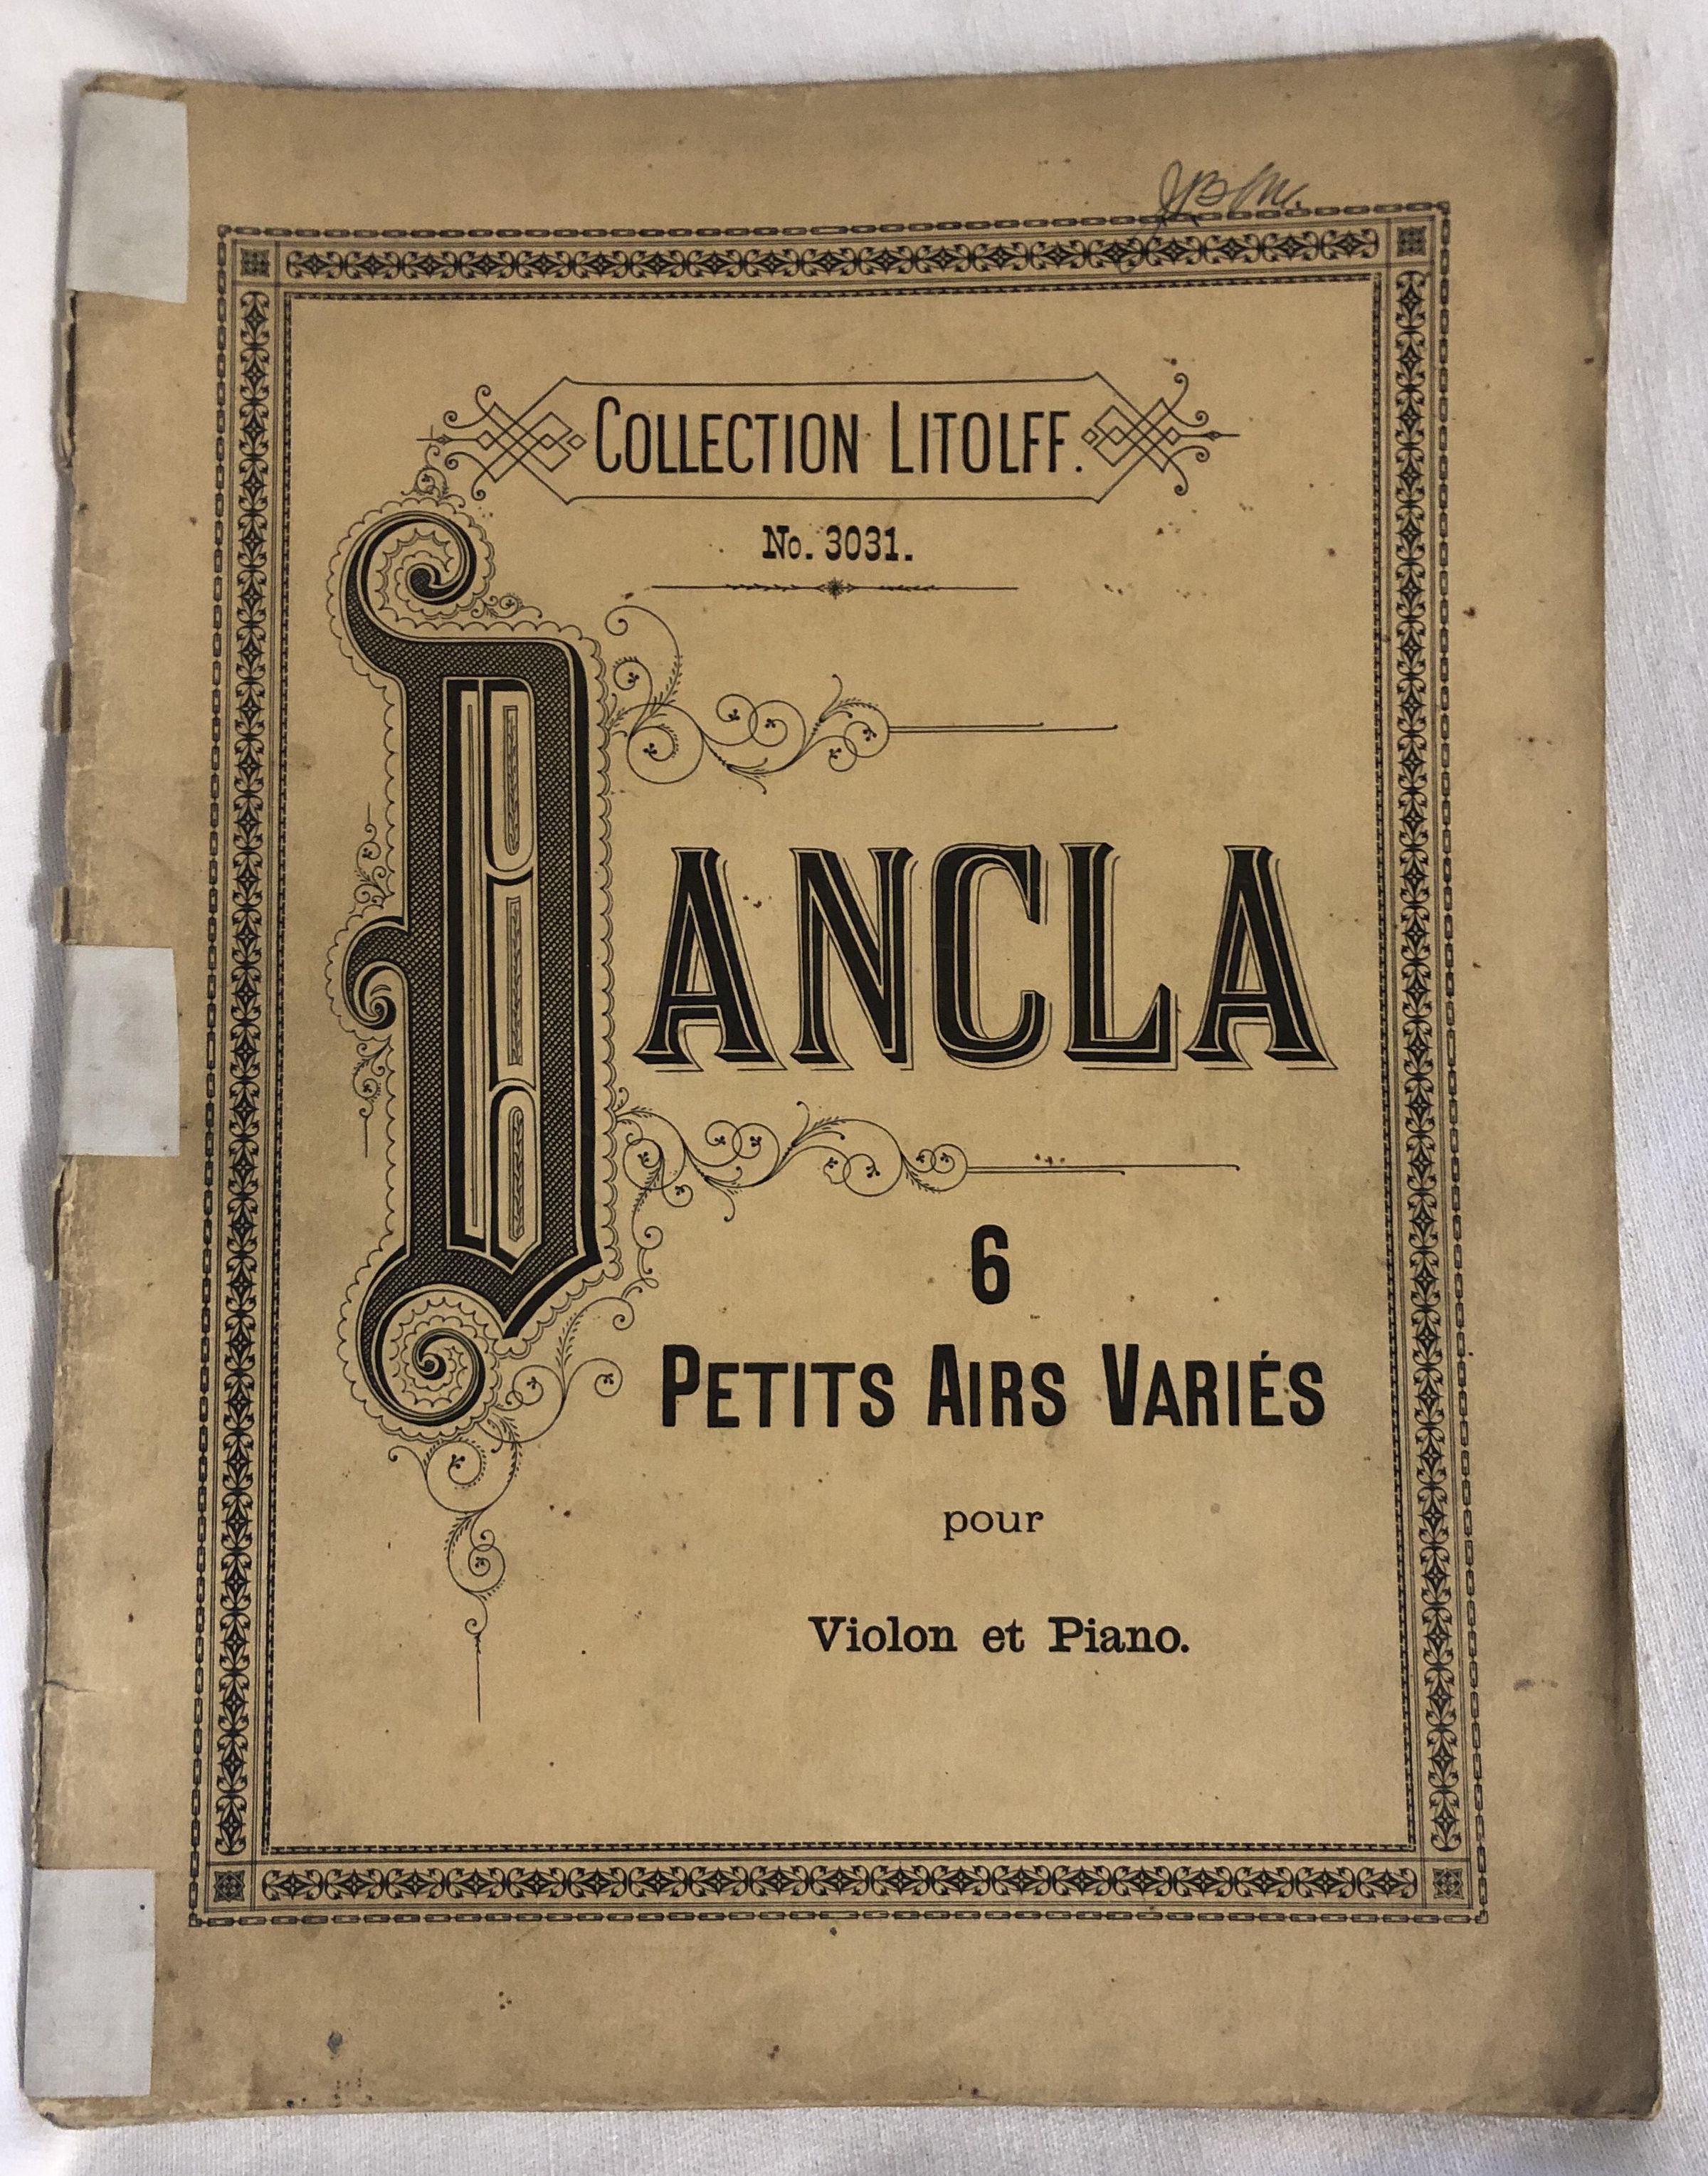 COLLECTION LITOLFF.
No. 3031.
DANCLA
6
PETITS AIRS VARIÉS
pour
Violon et Piano.